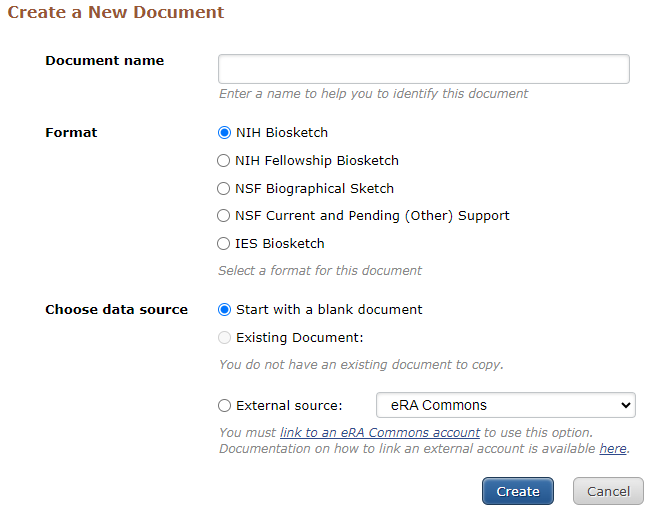 Create a New Document
Document name
Enter a name to help you to identify this document
Format
NIH Biosketch
NIH Fellowship Biosketch
NSF Biographical Sketch
NSF Current and Pending (Other) Support
IES Biosketch
Select a format for this document
Choose data source
Start with a blank document
Existing Document:
You do not have an existing document to copy.
External source: eRA Commons
You must link to an eRA Commons account to use this option.
Documentation on how to link an external account is available here.
Create Cancel